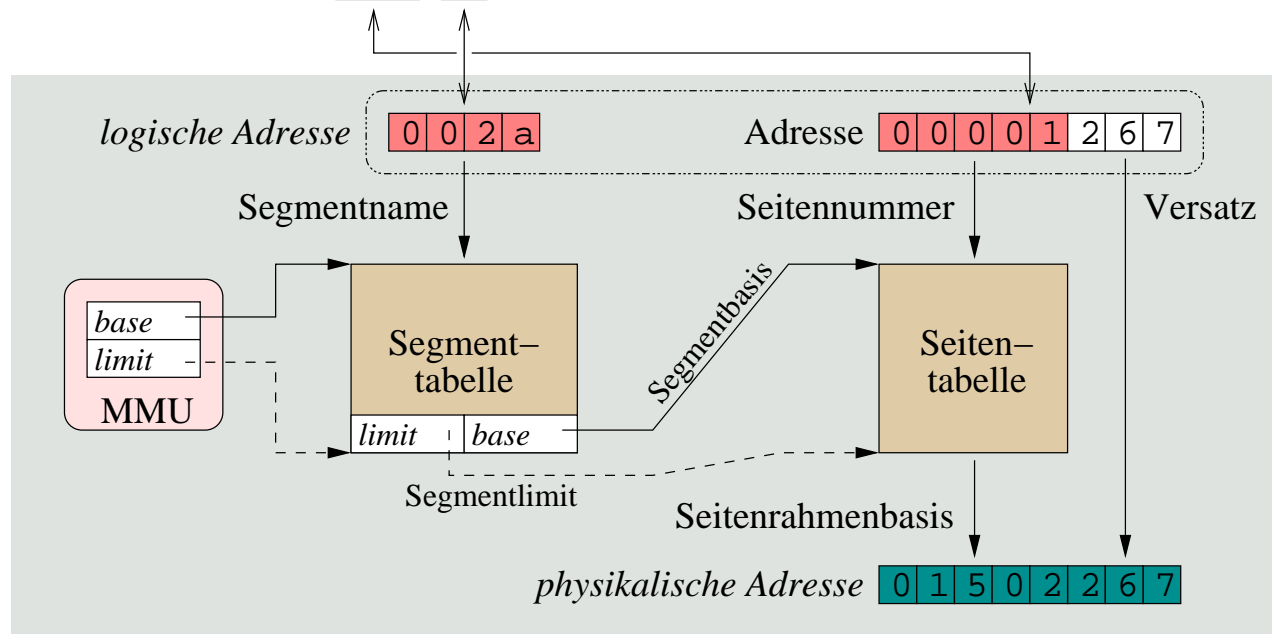 logische Adresse 0 0 2 a Adresse 0 0 0 0 1 2 6 7
Segmentname Seitennummer Versatz
Segmentbasis
base
limit
MMU
Segment–
tabelle
limit base
Seiten–
tabelle
Segmentlimit
Seitenrahmenbasis
physikalische Adresse 0 1 5 0 2 2 6 7